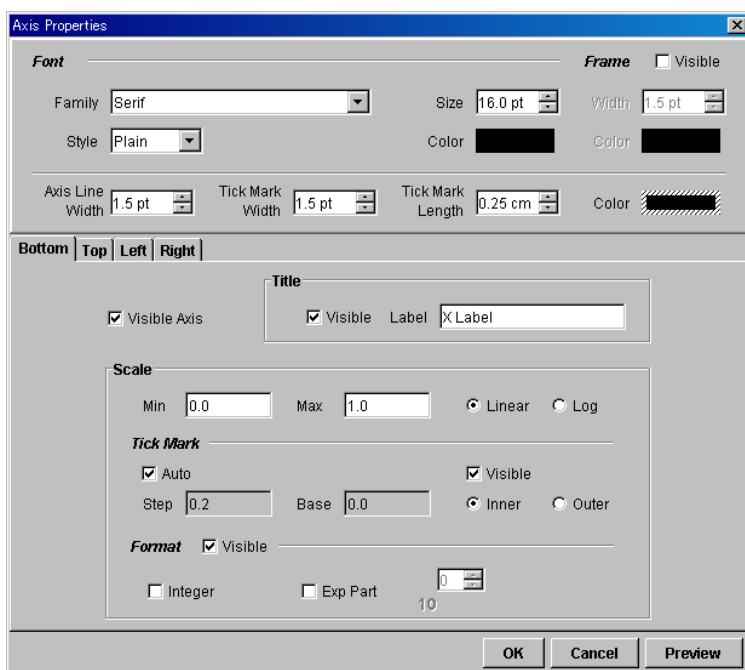 Axis Properties
Font Frame Visible
Family Serif Size 16.0 pt Width 1.5 pt
Style Plain Color Color
Axis Line Width 1.5 pt Tick Mark Width 1.5 pt Tick Mark Length 0.25 cm Color
Bottom Top Left Right
Title
Visible Axis Visible Label X Label
Scale
Min 0.0 Max 1.0 Linear Log
Tick Mark
Auto Visible
Step 0.2 Base 0.0 Inner Outer
Format Visible
Integer Exp Part 10 0
OK Cancel Preview